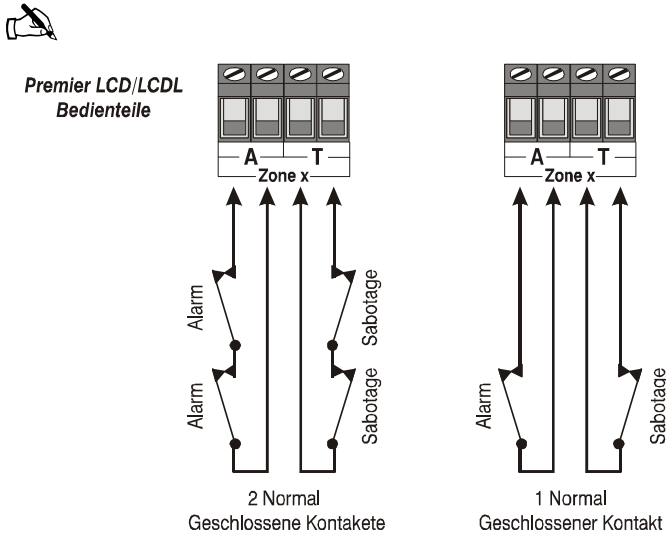 Premier LCD/LCDL
Bedienteile
A T
Zone x
A T
Zone x
Alarm
Sabotage
Alarm
Sabotage
Alarm
Sabotage
2 Normal
Geschlossene Kontakete
1 Normal
Geschlossener Kontakt